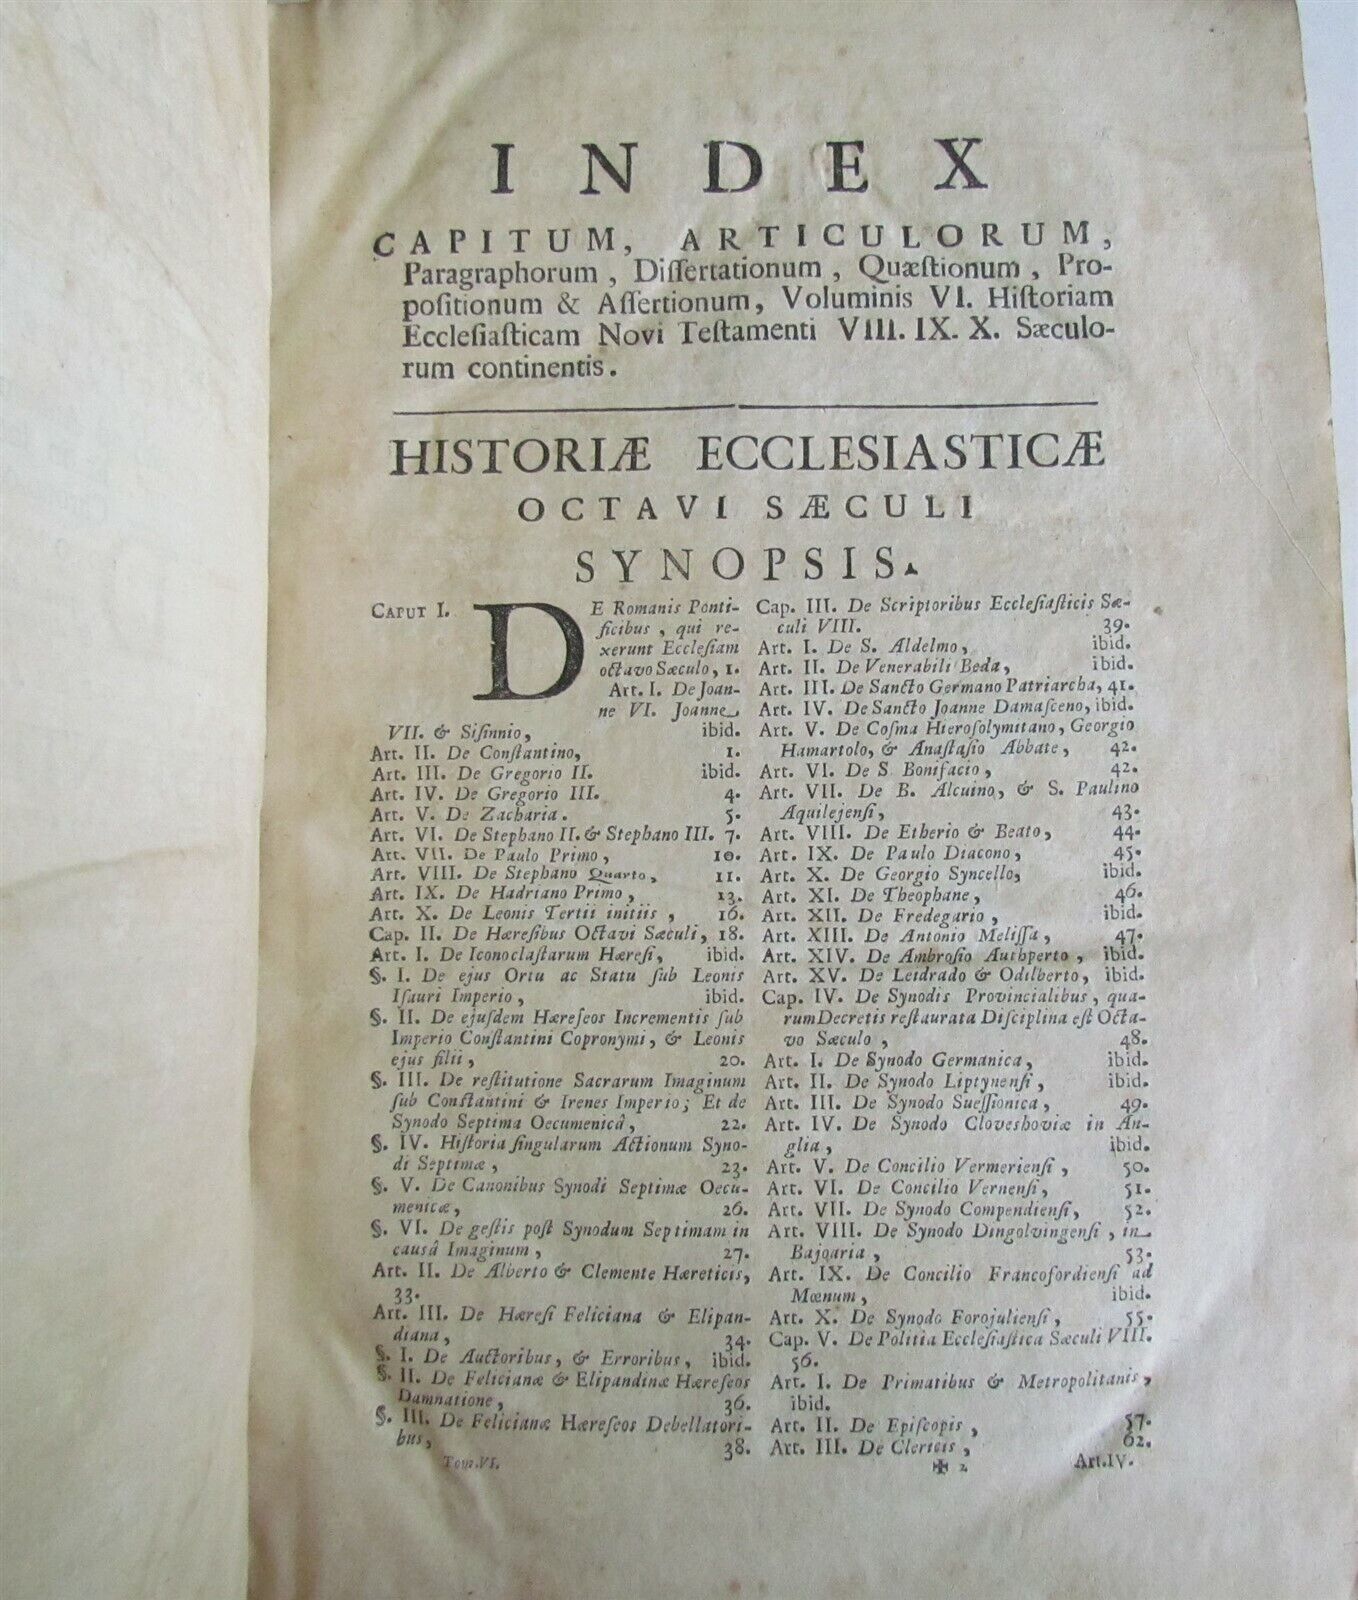 INDEX
CAPITUM, ARTICULORUM,
Paragraphorum, Diſſertationum, Quæſtionum, Pro-
poſitionum & Aſſertionum, Voluminis VI. Hiſtoriam
Eccleſiaſticam Novi Teſtamenti VIII. IX. X. Sæculo-
rum continentis.
HISTORIÆ ECCLESIASTICÆ
OCTAVI SÆCULI
SYNOPSIS.
CAPUT I. DE Romanis Ponti-
ficibus, qui re-
xerunt Eccleſiam
octavo Sæculo, 1.
Art. I. De Joan-
ne VI. Joanne
VII. & Siſinnio, ibid.
Art. II. De Conſtantino, 1.
Art. III. De Gregorio II. ibid.
Art. IV. De Gregorio III. 4.
Art. V. De Zacharia. 5.
Art. VI. De Stephano II. & Stephano III. 7.
Art. VII. De Paulo Primo, 10.
Art. VIII. De Stephano Quarto, 11.
Art. IX. De Hadriano Primo, 13.
Art. X. De Leonis Tertii initiis, 16.
Cap. II. De Hæreſibus Octavi Sæculi, 18.
Art. I. De Iconoclaſtarum Hæreſi, ibid.
§. I. De ejus Ortu ac Statu ſub Leonis
Iſauri Imperio, ibid.
§. II. De ejuſdem Hæreſeos Incrementis ſub
Imperio Conſtantini Copronymi, & Leonis
ejus filii, 20.
§. III. De reſtitutione Sacrarum Imaginum
ſub Conſtantini & Irenes Imperio; Et de
Synodo Septima Oecumenicâ, 22.
§. IV. Hiſtoria ſingularum Actionum Syno-
di Septimæ, 23.
§. V. De Canonibus Synodi Septimæ Oecu-
menicæ, 26.
§. VI. De geſtis poſt Synodum Septimam in
causâ Imaginum, 27.
Art. II. De Alberto & Clemente Hæreticis,
33.
Art. III. De Hæreſi Feliciana & Elipan-
diana, 34.
§. I. De Auctoribus, & Erroribus, ibid.
§. II. De Felicianæ & Elipandinæ Hæreſeos
Damnatione, 36.
§. III. De Felicianæ Hæreſeos Debellatori-
bus, 38.
Tom. VI.
Cap. III. De Scriptoribus Eccleſiaſticis Sæ-
culi VIII. 39.
Art. I. De S. Aldelmo, ibid.
Art. II. De Venerabili Beda, ibid.
Art. III. De Sancto Germano Patriarcha, 41.
Art. IV. De Sancto Joanne Damaſceno, ibid.
Art. V. De Coſma Hieroſolymitano, Georgio
Hamartolo, & Anaſtaſio Abbate, 42.
Art. VI. De S. Bonifacio, 42.
Art. VII. De B. Alcuino, & S. Paulino
Aquilejenſi, 43.
Art. VIII. De Etherio & Beato, 44.
Art. IX. De Paulo Diacono, 45.
Art. X. De Georgio Syncello, ibid.
Art. XI. De Theophane, 46.
Art. XII. De Fredegario, ibid.
Art. XIII. De Antonio Meliſſa, 47.
Art. XIV. De Ambroſio Authperto, ibid.
Art. XV. De Leidrado & Odilberto, ibid.
Cap. IV. De Synodis Provincialibus, qua-
rum Decretis reſtaurata Diſciplina eſt Octa-
vo Sæculo, 48.
Art. I. De Synodo Germanica, ibid.
Art. II. De Synodo Liptynenſi, ibid.
Art. III. De Synodo Sueſſionica, 49.
Art. IV. De Synodo Cloveshoviæ in An-
glia, ibid.
Art. V. De Concilio Vermerienſi, 50.
Art. VI. De Concilio Vernenſi, 51.
Art. VII. De Synodo Compendienſi, 52.
Art. VIII. De Synodo Dingolvingenſi, in
Bajoaria, 53.
Art. IX. De Concilio Francofordienſi ad
Mœnum, ibid.
Art. X. De Synodo Forojulienſi, 55.
Cap. V. De Politia Eccleſiaſtica Sæculi VIII.
56.
Art. I. De Primatibus & Metropolitanis,
ibid.
Art. II. De Epiſcopis, 57.
Art. III. De Clericis, 62.
✠ 2 Art. IV.